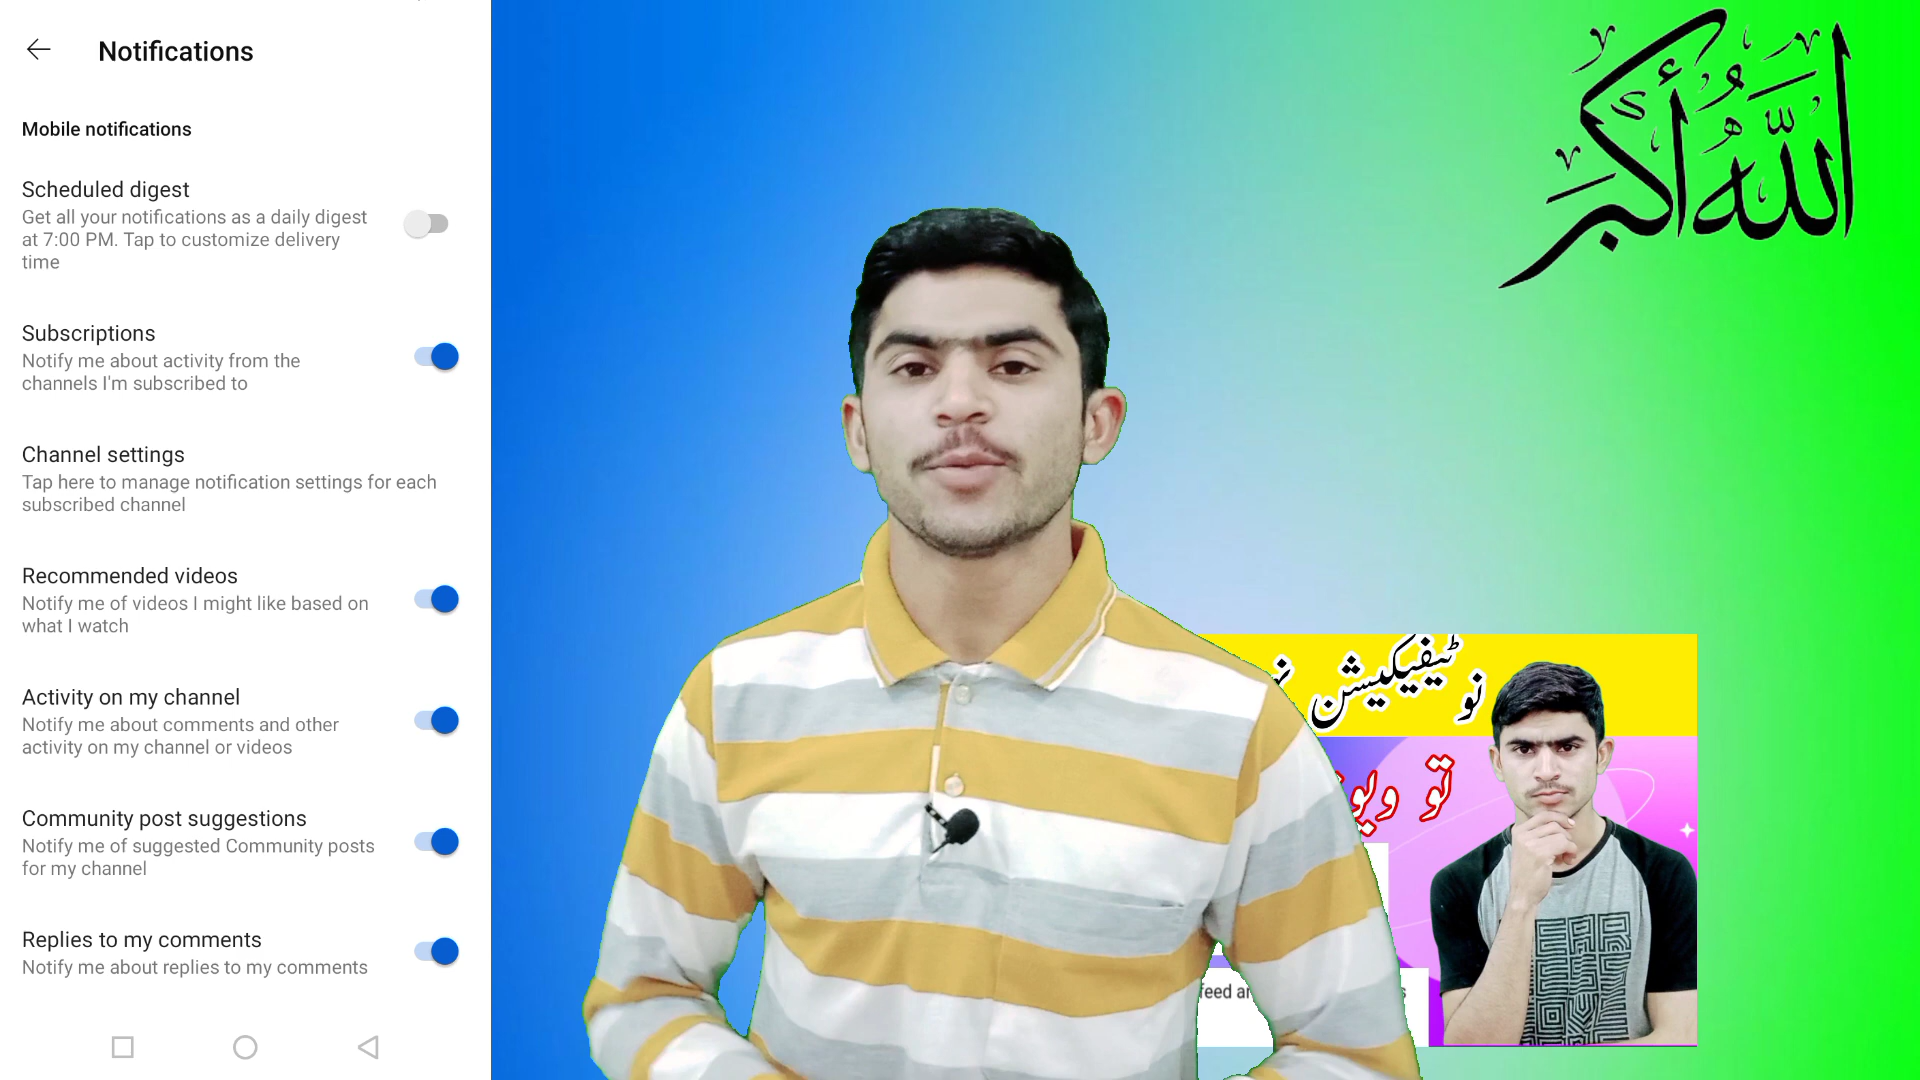 Notifications
Mobile notifications
Scheduled digest
Get all your notifications as a daily digest
at 7:00 PM. Tap to customize delivery
time
Subscriptions
Notify me about activity from the
channels I'm subscribed to
Channel settings
Tap here to manage notification settings for each
subscribed channel
Recommended videos
Notify me of videos I might like based on
what I watch
Activity on my channel
Notify me about comments and other
activity on my channel or videos
Community post suggestions
Notify me of suggested Community posts
for my channel
Replies to my comments
Notify me about replies to my comments
اللّٰهُ أَكْبَر
نوٹیفیکیشن
تو
feed